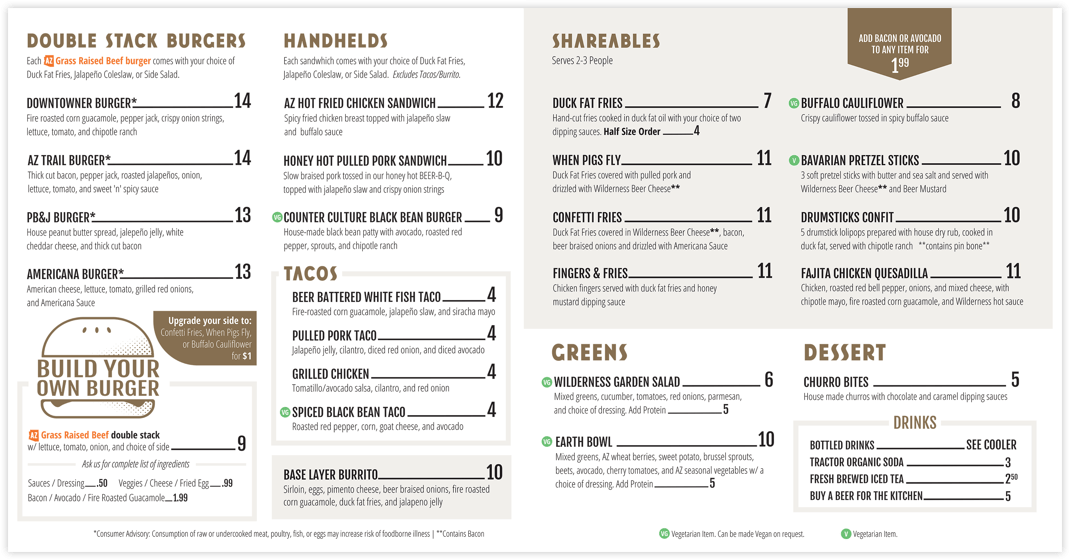 DOUBLE STACK BURGERS
Each AZ Grass Raised Beef burger comes with your choice of
Duck Fat Fries, Jalapeño Coleslaw, or Side Salad.
DOWNTOWNER BURGER* 14
Fire roasted corn guacamole, pepper jack, crispy onion strings,
lettuce, tomato, and chipotle ranch
AZ TRAIL BURGER* 14
Thick cut bacon, pepper jack, roasted jalapeños, onion,
lettuce, tomato, and sweet 'n' spicy sauce
PB&J BURGER* 13
House peanut butter spread, jalapeño jelly, white
cheddar cheese, and thick cut bacon
AMERICANA BURGER* 13
American cheese, lettuce, tomato, grilled red onions,
and Americana Sauce
Upgrade your side to:
Confetti Fries, When Pigs Fly,
or Buffalo Cauliflower
for $1
BUILD YOUR
OWN BURGER
AZ Grass Raised Beef double stack
w/ lettuce, tomato, onion, and choice of side 9
Ask us for complete list of ingredients
Sauces / Dressing .50 Veggies / Cheese / Fried Egg .99
Bacon / Avocado / Fire Roasted Guacamole 1.99
HANDHELDS
Each sandwhich comes with your choice of Duck Fat Fries,
Jalapeño Coleslaw, or Side Salad. Excludes Tacos/Burrito.
AZ HOT FRIED CHICKEN SANDWICH 12
Spicy fried chicken breast topped with jalapeño slaw
and buffalo sauce
HONEY HOT PULLED PORK SANDWICH 10
Slow braised pork tossed in our honey hot BEER-B-Q,
topped with jalapeño slaw and crispy onion strings
VG COUNTER CULTURE BLACK BEAN BURGER 9
House-made black bean patty with avocado, roasted red
pepper, sprouts, and chipotle ranch
TACOS
BEER BATTERED WHITE FISH TACO 4
Fire-roasted corn guacamole, jalapeño slaw, and siracha mayo
PULLED PORK TACO 4
Jalapeño jelly, cilantro, diced red onion, and diced avocado
GRILLED CHICKEN 4
Tomatillo/avocado salsa, cilantro, and red onion
VG SPICED BLACK BEAN TACO 4
Roasted red pepper, corn, goat cheese, and avocado
BASE LAYER BURRITO 10
Sirloin, eggs, pimento cheese, beer braised onions, fire roasted
corn guacamole, duck fat fries, and jalapeno jelly
SHAREABLES
Serves 2-3 People
ADD BACON OR AVOCADO
TO ANY ITEM FOR
199
DUCK FAT FRIES 7
Hand-cut fries cooked in duck fat oil with your choice of two
dipping sauces. Half Size Order 4
WHEN PIGS FLY 11
Duck Fat Fries covered with pulled pork and
drizzled with Wilderness Beer Cheese**
CONFETTI FRIES 11
Duck Fat Fries covered in Wilderness Beer Cheese**, bacon,
beer braised onions and drizzled with Americana Sauce
FINGERS & FRIES 11
Chicken fingers served with duck fat fries and honey
mustard dipping sauce
VG BUFFALO CAULIFLOWER 8
Crispy cauliflower tossed in spicy buffalo sauce
V BAVARIAN PRETZEL STICKS 10
3 soft pretzel sticks with butter and sea salt and served with
Wilderness Beer Cheese** and Beer Mustard
DRUMSTICKS CONFIT 10
5 drumstick lolipops prepared with house dry rub, cooked in
duck fat, served with chipotle ranch **contains pin bone**
FAJITA CHICKEN QUESADILLA 11
Chicken, roasted red bell pepper, onions, and mixed cheese, with
chipotle mayo, fire roasted corn guacamole, and Wilderness hot sauce
GREENS
VG WILDERNESS GARDEN SALAD 6
Mixed greens, cucumber, tomatoes, red onions, parmesan,
and choice of dressing. Add Protein 5
VG EARTH BOWL 10
Mixed greens, AZ wheat berries, sweet potato, brussel sprouts,
beets, avocado, cherry tomatoes, and AZ seasonal vegetables w/ a
choice of dressing. Add Protein 5
DESSERT
CHURRO BITES 5
House made churros with chocolate and caramel dipping sauces
DRINKS
BOTTLED DRINKS SEE COOLER
TRACTOR ORGANIC SODA 3
FRESH BREWED ICED TEA 250
BUY A BEER FOR THE KITCHEN 5
*Consumer Advisory: Consumption of raw or undercooked meat, poultry, fish, or eggs may increase risk of foodborne illness | **Contains Bacon
VG Vegetarian Item. Can be made Vegan on request. V Vegetarian Item.